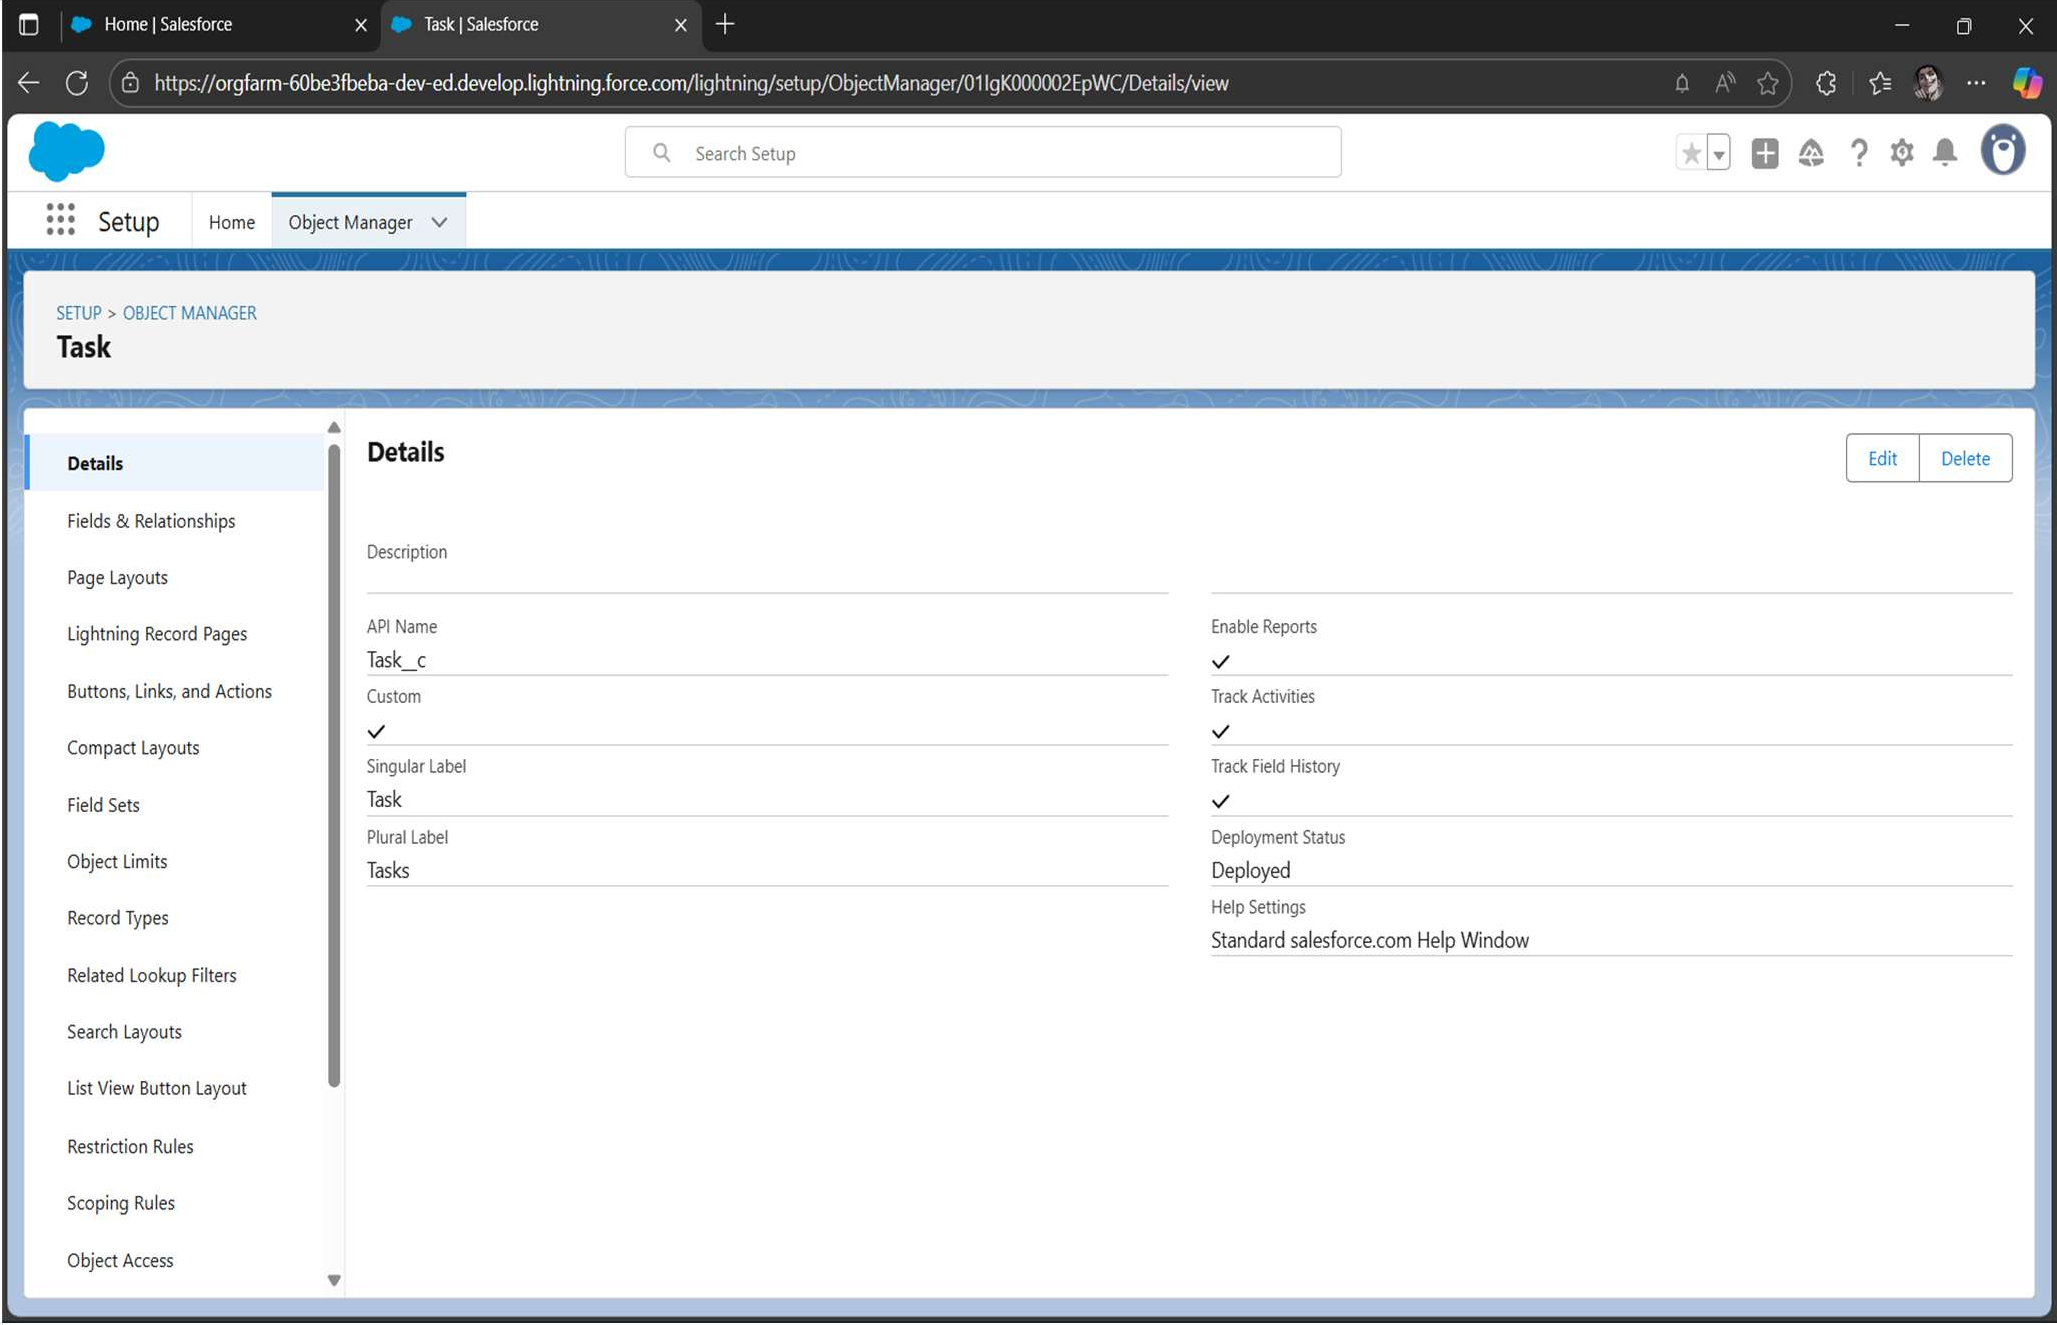 Home | Salesforce
Task | Salesforce
https://orgfarm-60be3fbeba-dev-ed.develop.lightning.force.com/lightning/setup/ObjectManager/01IgK000002EpWC/Details/view
Search Setup
Setup
Home
Object Manager
SETUP > OBJECT MANAGER
Task
Details
Fields & Relationships
Page Layouts
Lightning Record Pages
Buttons, Links, and Actions
Compact Layouts
Field Sets
Object Limits
Record Types
Related Lookup Filters
Search Layouts
List View Button Layout
Restriction Rules
Scoping Rules
Object Access
Details
Edit
Delete
Description
API Name
Task__c
Custom
Singular Label
Task
Plural Label
Tasks
Enable Reports
Track Activities
Track Field History
Deployment Status
Deployed
Help Settings
Standard salesforce.com Help Window